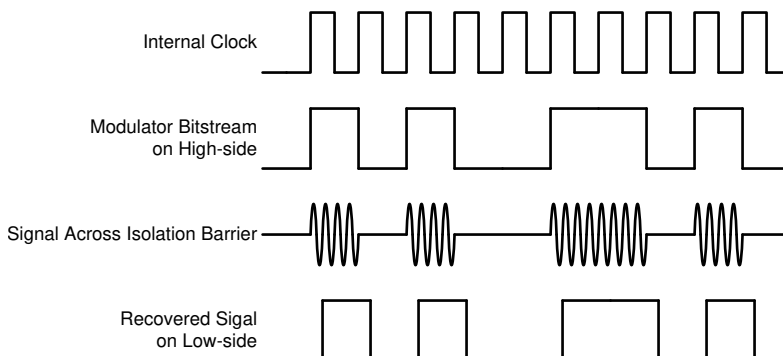 Internal Clock
Modulator Bitstream
on High-side
Signal Across Isolation Barrier
Recovered Sigal
on Low-side